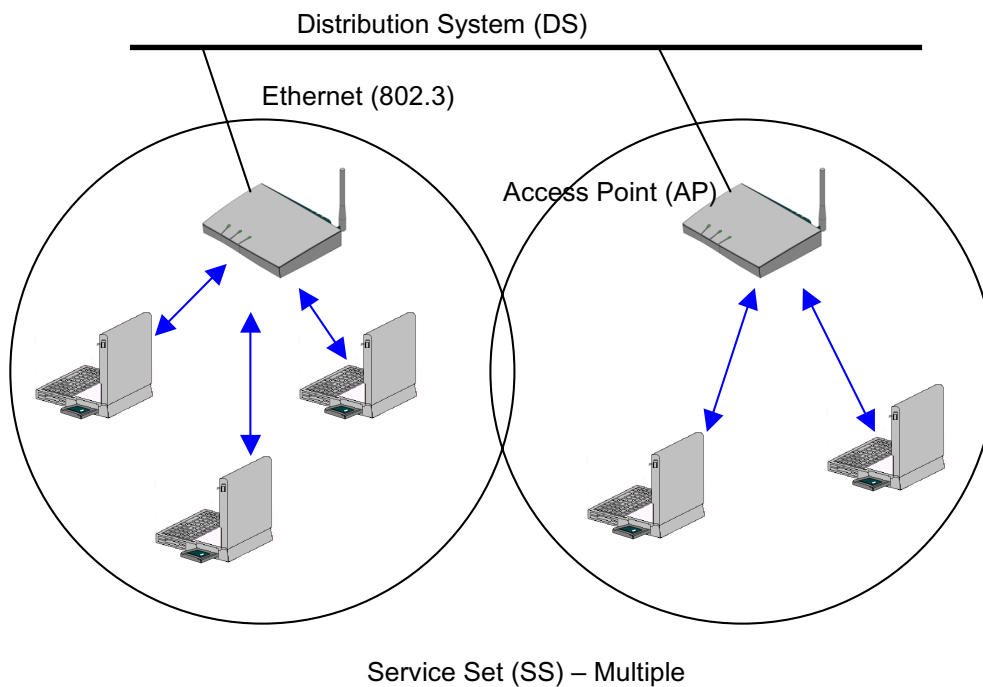 Distribution System (DS)
Ethernet (802.3)
Access Point (AP)
Service Set (SS) – Multiple